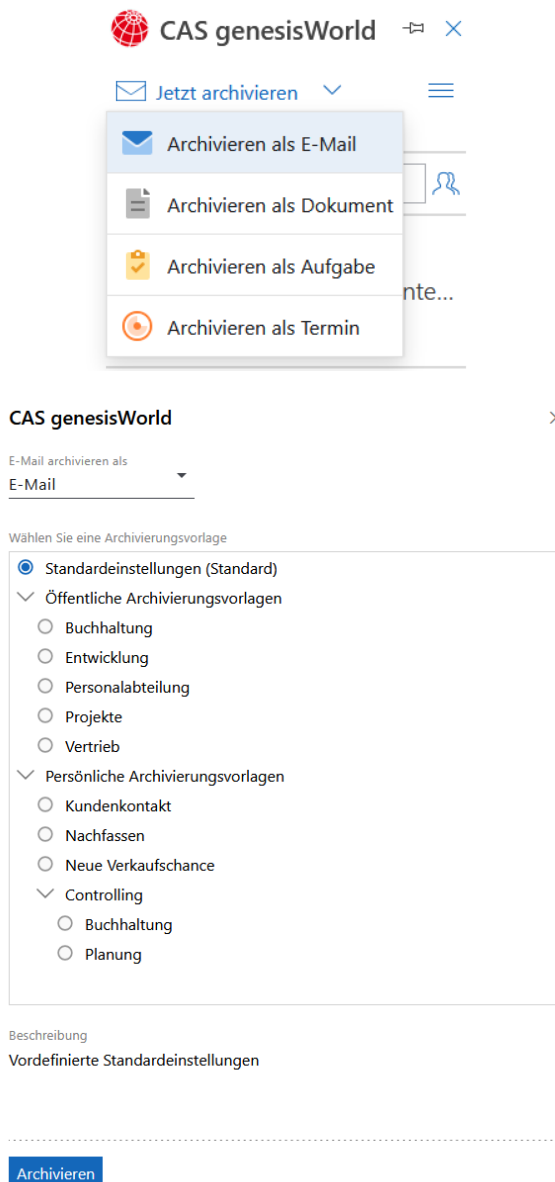 CAS genesisWorld
Jetzt archivieren
Archivieren als E-Mail
Archivieren als Dokument
Archivieren als Aufgabe
nte...
Archivieren als Termin
CAS genesisWorld
E-Mail archivieren als
E-Mail
Wählen Sie eine Archivierungsvorlage
Standardeinstellungen (Standard)
Öffentliche Archivierungsvorlagen
Buchhaltung
Entwicklung
Personalabteilung
Projekte
Vertrieb
Persönliche Archivierungsvorlagen
Kundenkontakt
Nachfassen
Neue Verkaufschance
Controlling
Buchhaltung
Planung
Beschreibung
Vordefinierte Standardeinstellungen
Archivieren